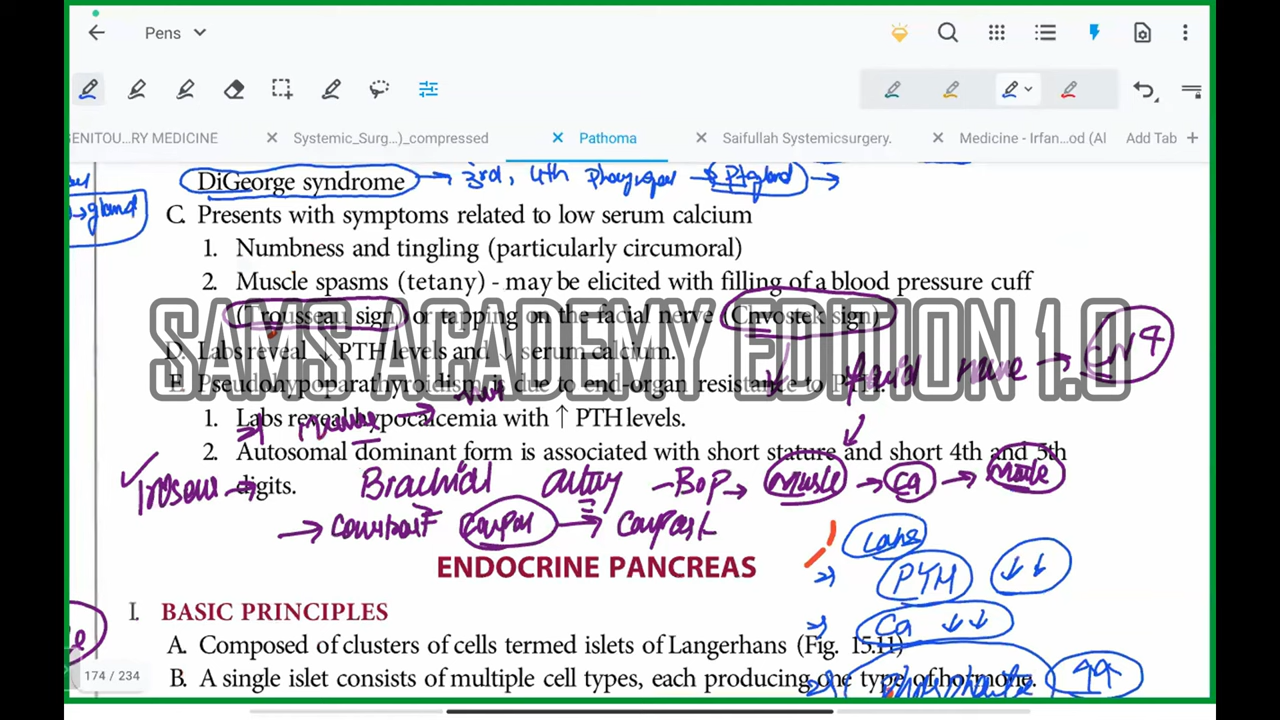 Pens
GENITOU...RY MEDICINE
Systemic_Surg...)_compressed
Pathoma
Saifullah Systemicsurgery.
Medicine - Irfan...od (Al
Add Tab +
DiGeorge syndrome → 3rd, 4th pharyngeal → Ptgland →
gland
C. Presents with symptoms related to low serum calcium
1. Numbness and tingling (particularly circumoral)
2. Muscle spasms (tetany) - may be elicited with filling of a blood pressure cuff
(Trousseau sign) or tapping on the facial nerve (Chvostek sign)
SAMS ACADEMY EDITION 1.0
D. Labs reveal ↓ PTH levels and ↓ serum calcium.
E. Pseudohypoparathyroidism is due to end-organ resistance to PTH.
facial nerve →
1. Labs reveal hypocalcemia with ↑ PTH levels.
2. Autosomal dominant form is associated with short stature and short 4th and 5th
digits.
Brachial artery - BOP → muscle → Ca →
ENDOCRINE PANCREAS
Labs
PTH ↓↓
Ca ↓↓
I. BASIC PRINCIPLES
A. Composed of clusters of cells termed islets of Langerhans (Fig. 15.11)
B. A single islet consists of multiple cell types, each producing one type of hormone.
↑↑
174 / 234